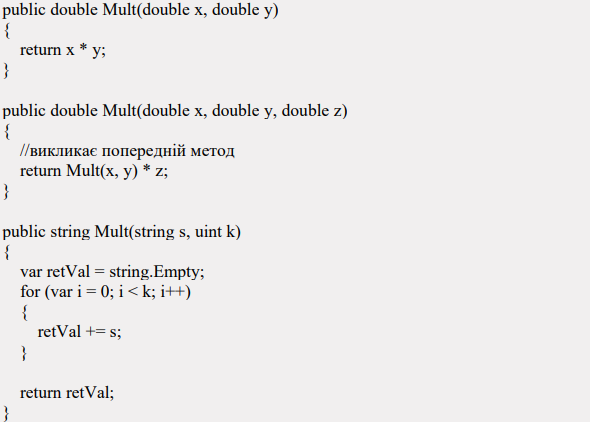 public double Mult(double x, double y)
{
return x * y;
}
public double Mult(double x, double y, double z)
{
//викликає попередній метод
return Mult(x, y) * z;
}
public string Mult(string s, uint k)
{
var retVal = string.Empty;
for (var i = 0; i < k; i++)
{
retVal += s;
}
return retVal;
}